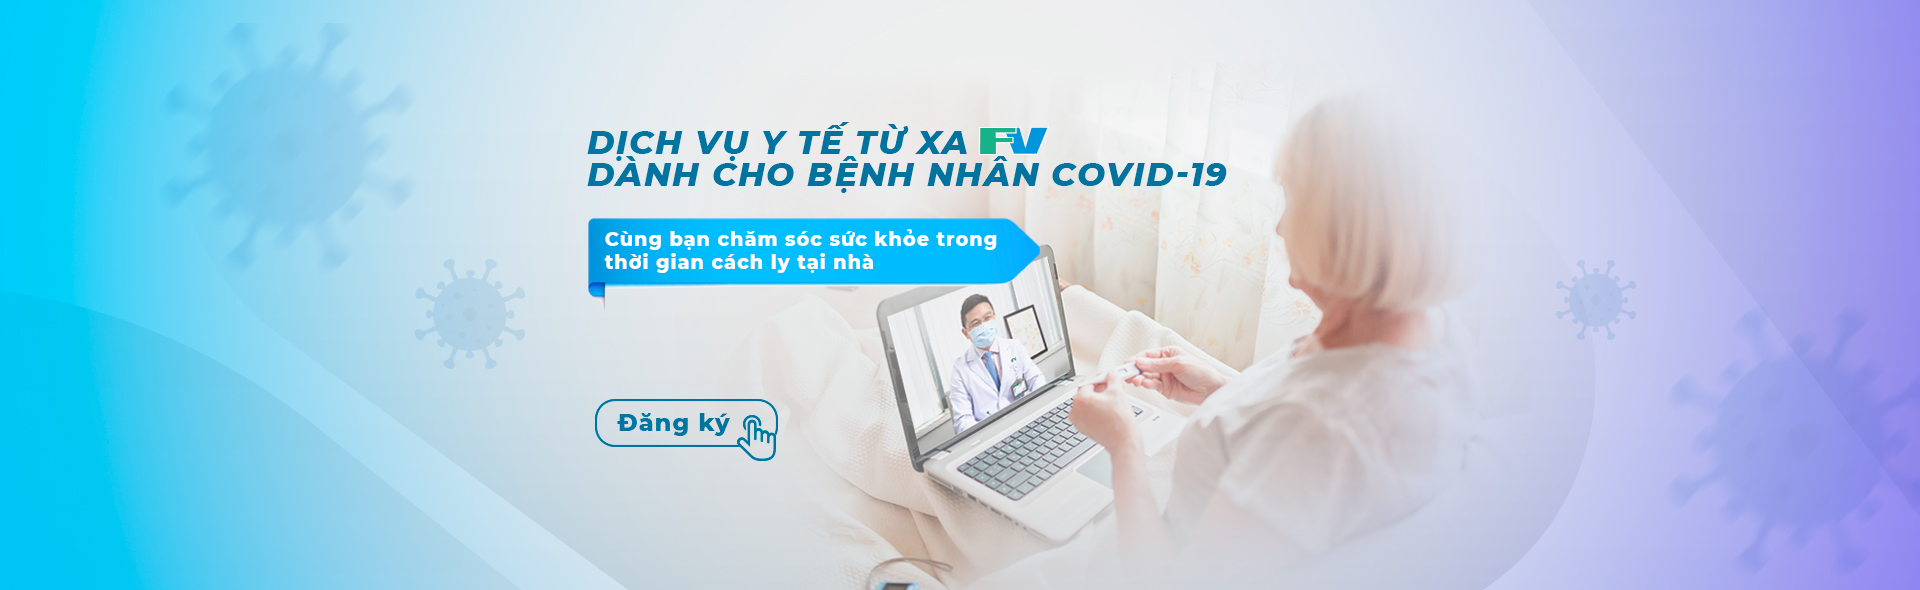 DỊCH VỤ Y TẾ TỪ XA FV
DÀNH CHO BỆNH NHÂN COVID-19
Cùng bạn chăm sóc sức khỏe trong
thời gian cách ly tại nhà
Đăng ký